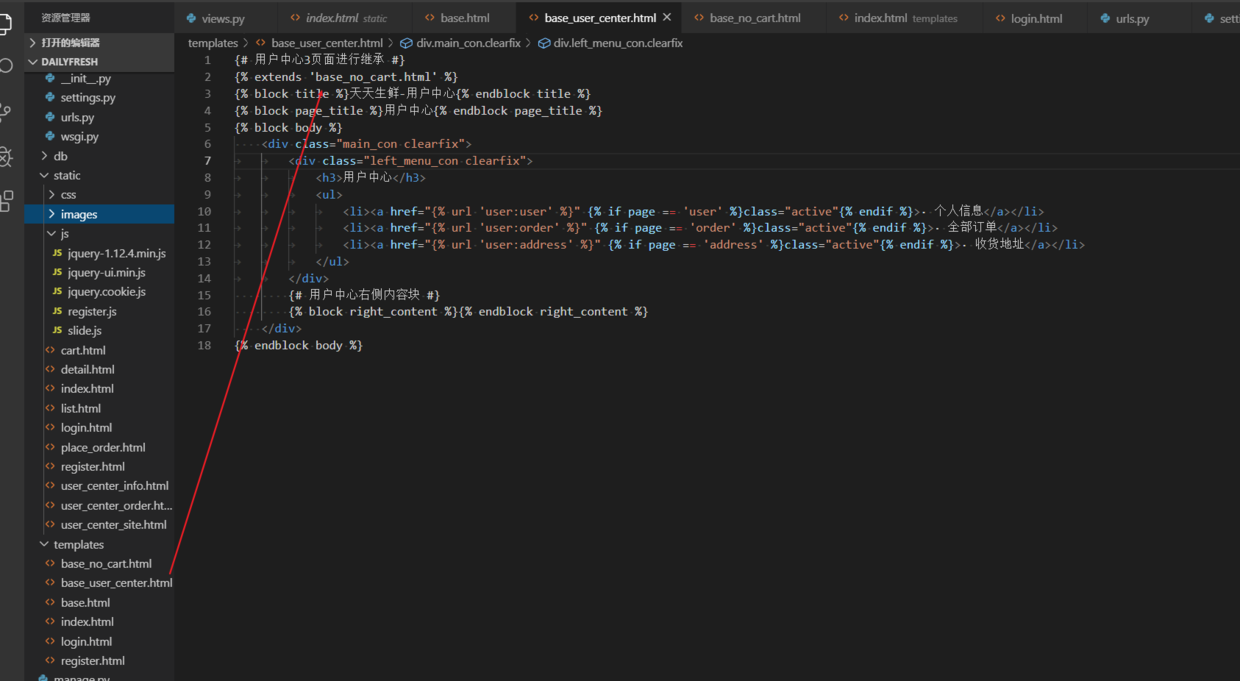 资源管理器
打开的编辑器
DAILYFRESH
__init__.py
settings.py
urls.py
wsgi.py
db
static
css
images
js
JS jquery-1.12.4.min.js
JS jquery-ui.min.js
JS jquery.cookie.js
JS register.js
JS slide.js
cart.html
detail.html
index.html
list.html
login.html
place_order.html
register.html
user_center_info.html
user_center_order.ht...
user_center_site.html
templates
base_no_cart.html
base_user_center.html
base.html
index.html
login.html
register.html
manage.py
views.py
index.html static
base.html
base_user_center.html
base_no_cart.html
index.html templates
login.html
urls.py
sett
templates > base_user_center.html > div.main_con.clearfix > div.left_menu_con.clearfix
1 {# 用户中心3页面进行继承 #}
2 {% extends 'base_no_cart.html' %}
3 {% block title %}天天生鲜-用户中心{% endblock title %}
4 {% block page_title %}用户中心{% endblock page_title %}
5 {% block body %}
6 <div class="main_con clearfix">
7 <div class="left_menu_con clearfix">
8 <h3>用户中心</h3>
9 <ul>
10 <li><a href="{% url 'user:user' %}" {% if page == 'user' %}class="active"{% endif %}>· 个人信息</a></li>
11 <li><a href="{% url 'user:order' %}" {% if page == 'order' %}class="active"{% endif %}>· 全部订单</a></li>
12 <li><a href="{% url 'user:address' %}" {% if page == 'address' %}class="active"{% endif %}>· 收货地址</a></li>
13 </ul>
14 </div>
15 {# 用户中心右侧内容块 #}
16 {% block right_content %}{% endblock right_content %}
17 </div>
18 {% endblock body %}